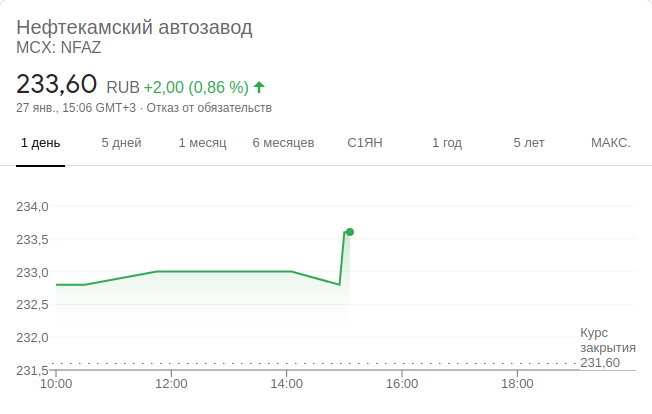 Нефтекамский автозавод
MCX: NFAZ
233,60 RUB +2,00 (0,86 %)
27 янв., 15:06 GMT+3 · Отказ от обязательств
1 день 5 дней 1 месяц 6 месяцев С1ЯН 1 год 5 лет МАКС.
234,0
233,5
233,0
232,5
232,0
231,5
Курс
закрытия
231,60
10:00 12:00 14:00 16:00 18:00